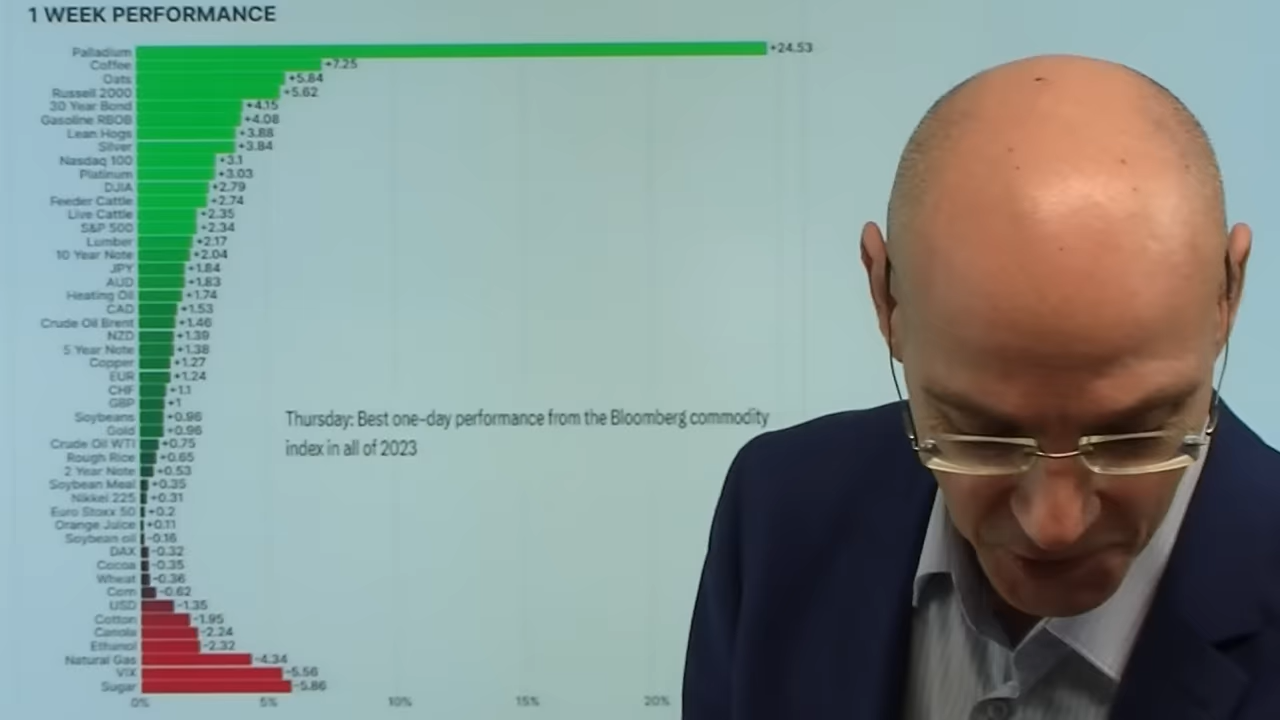 1 WEEK PERFORMANCE
Palladium +24.53
Coffee +7.25
Oats +5.84
Russell 2000 +5.62
30 Year Bond +4.15
Gasoline RBOB +4.08
Lean Hogs +3.88
Silver +3.84
Nasdaq 100 +3.1
Platinum +3.03
DJIA +2.79
Feeder Cattle +2.74
Live Cattle +2.35
S&P 500 +2.34
Lumber +2.17
10 Year Note +2.04
JPY +1.84
AUD +1.83
Heating Oil +1.74
CAD +1.53
Crude Oil Brent +1.46
NZD +1.39
5 Year Note +1.38
Copper +1.27
EUR +1.24
CHF +1.1
GBP +1
Soybeans +0.96
Gold +0.96
Crude Oil WTI +0.75
Rough Rice +0.65
2 Year Note +0.53
Soybean Meal +0.35
Nikkei 225 +0.31
Euro Stoxx 50 +0.2
Orange Juice +0.11
Soybean oil -0.16
DAX -0.32
Cocoa -0.35
Wheat -0.36
Corn -0.62
USD -1.35
Cotton -1.95
Canola -2.24
Ethanol -2.32
Natural Gas -4.34
VIX -5.56
Sugar -5.86
0% 5% 10% 15% 20%
Thursday: Best one-day performance from the Bloomberg commodity
index in all of 2023